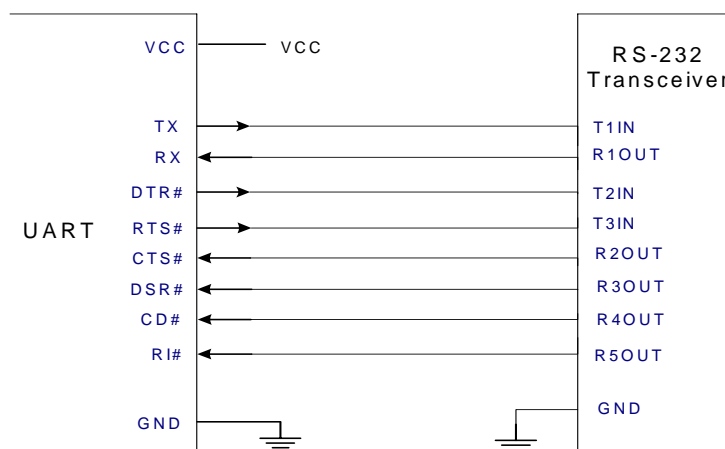 VCC VCC
RS-232
Transceiver
TX T1IN
RX R1OUT
DTR# T2IN
UART RTS# T3IN
CTS# R2OUT
DSR# R3OUT
CD# R4OUT
RI# R5OUT
GND GND